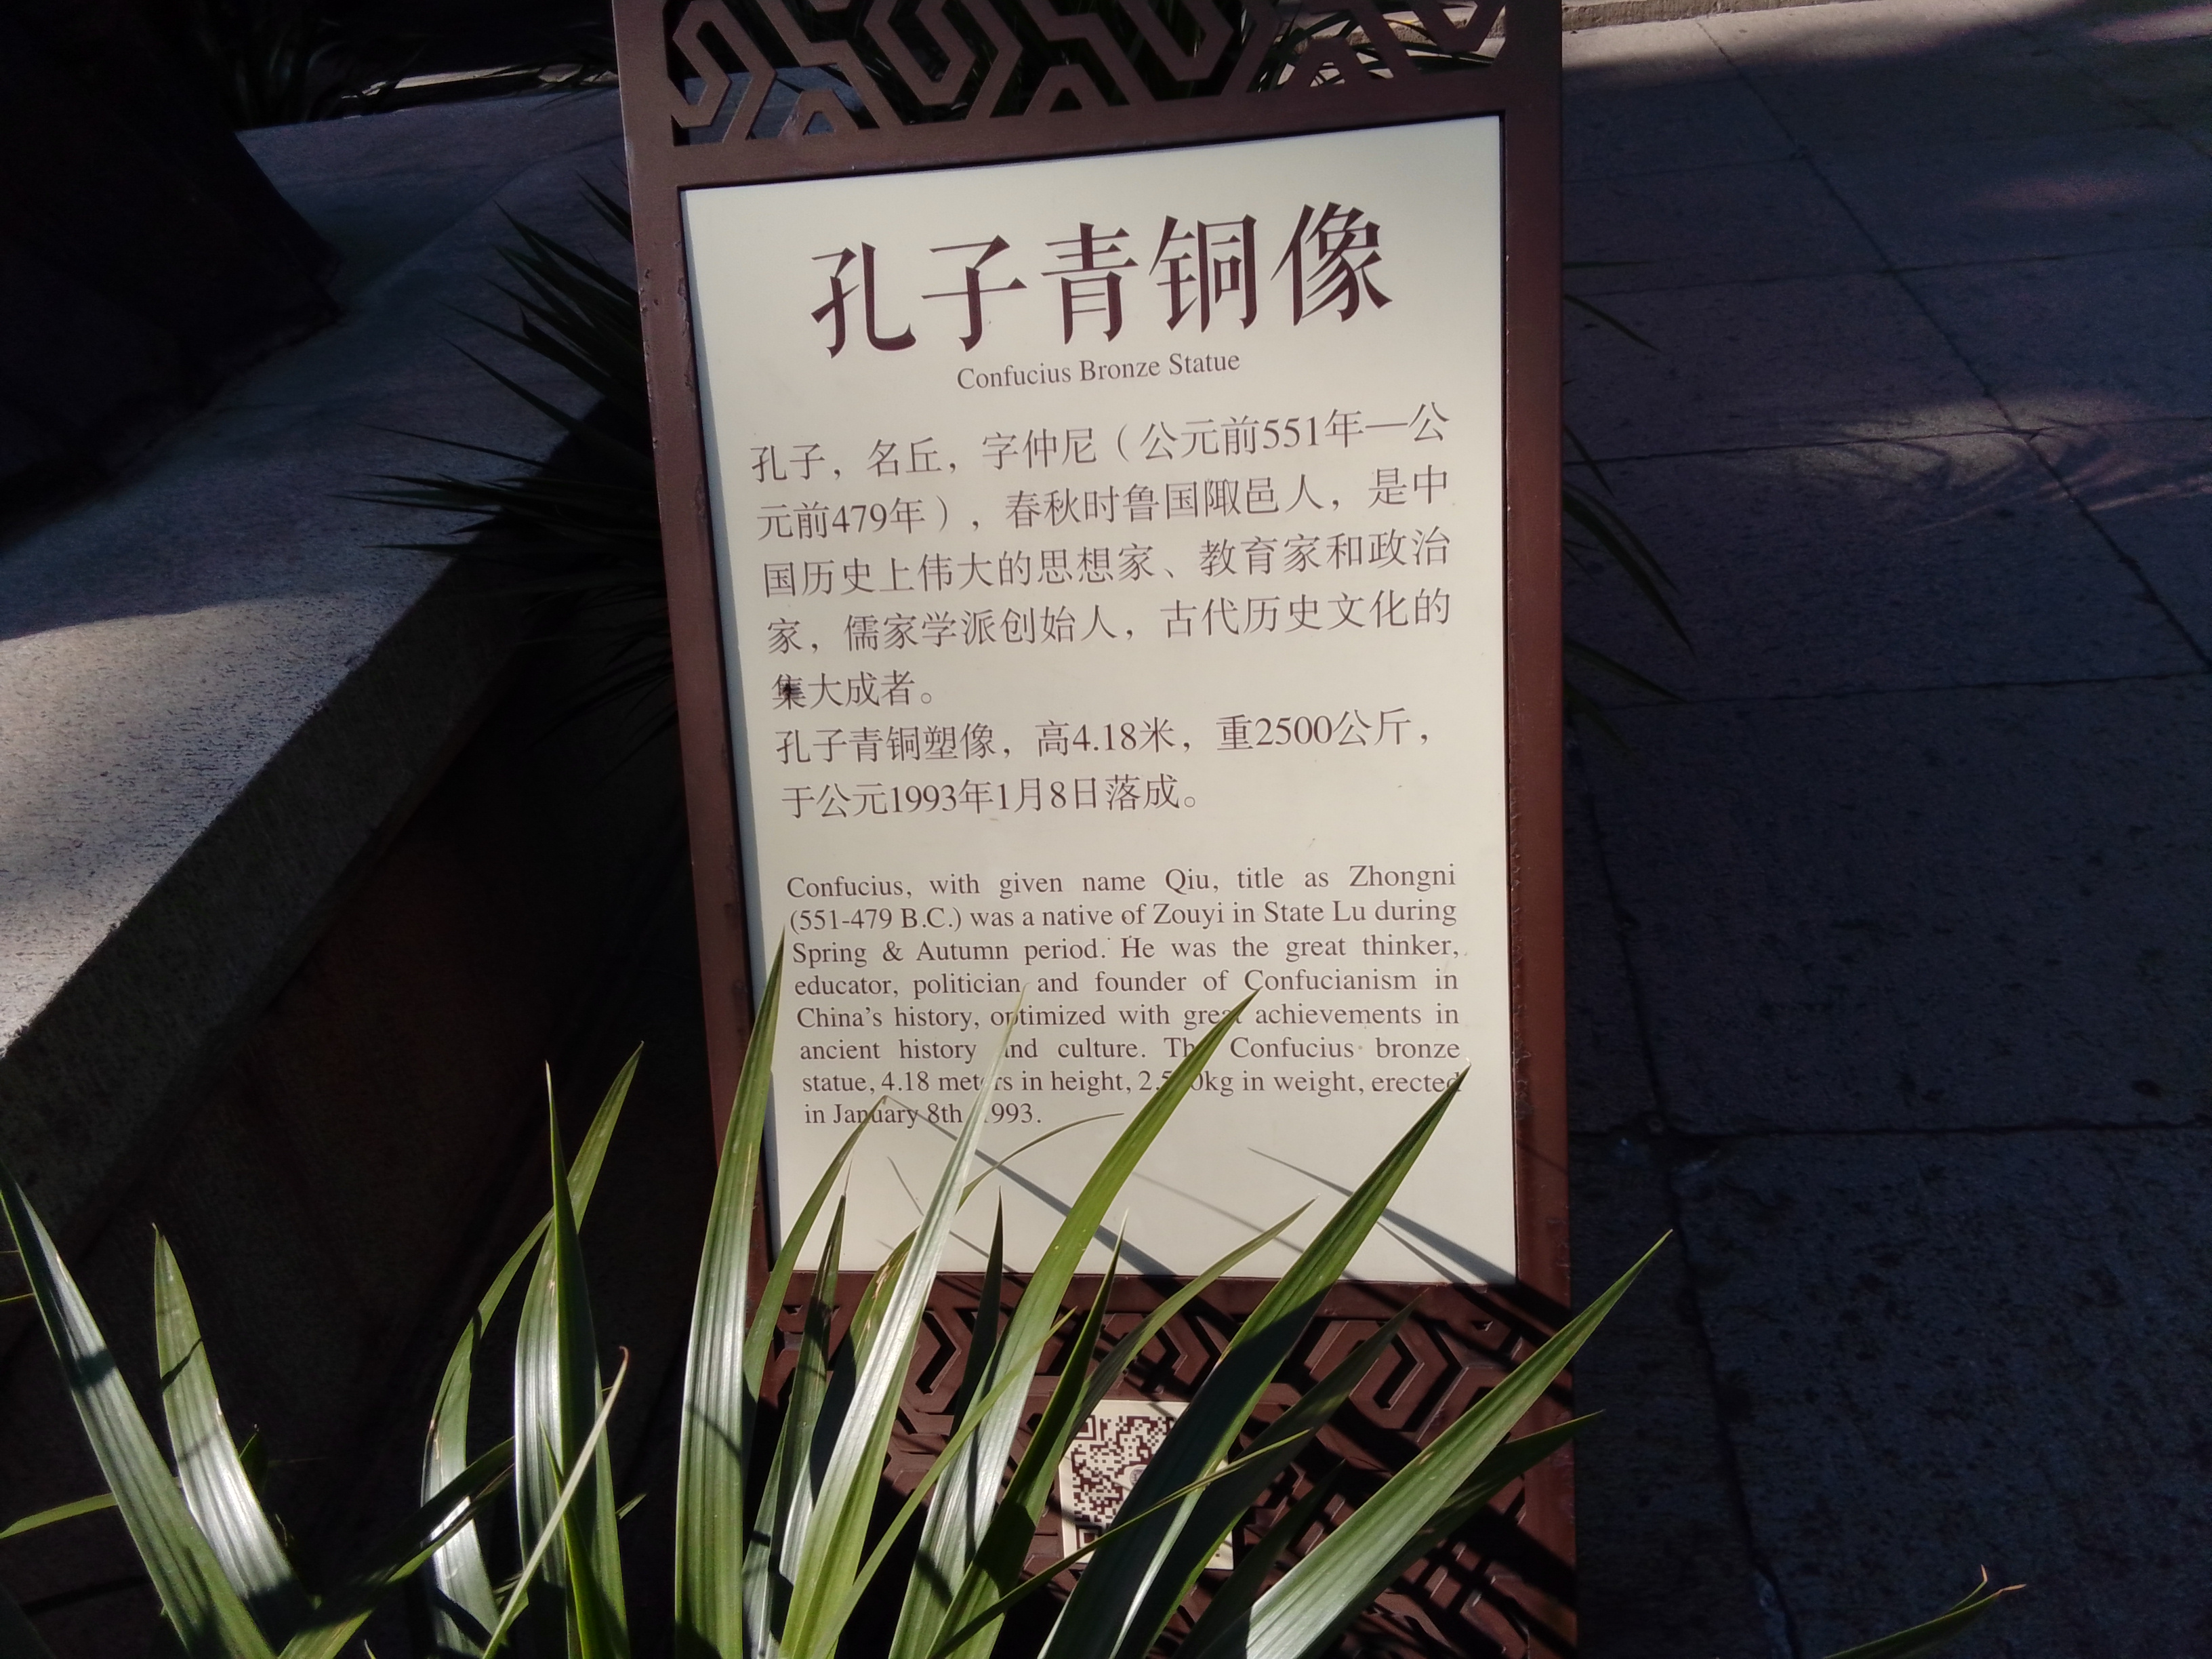 孔子青铜像
Confucius Bronze Statue
孔子，名丘，字仲尼（公元前551年—公
元前479年），春秋时鲁国陬邑人，是中
国历史上伟大的思想家、教育家和政治
家，儒家学派创始人，古代历史文化的
集大成者。
孔子青铜塑像，高4.18米，重2500公斤，
于公元1993年1月8日落成。
Confucius, with given name Qiu, title as Zhongni
(551-479 B.C.) was a native of Zouyi in State Lu during
Spring & Autumn period. He was the great thinker,
educator, politician and founder of Confucianism in
China's history, optimized with great achievements in
ancient history and culture. The Confucius bronze
statue, 4.18 meters in height, 2.500kg in weight, erected
in January 8th 1993.